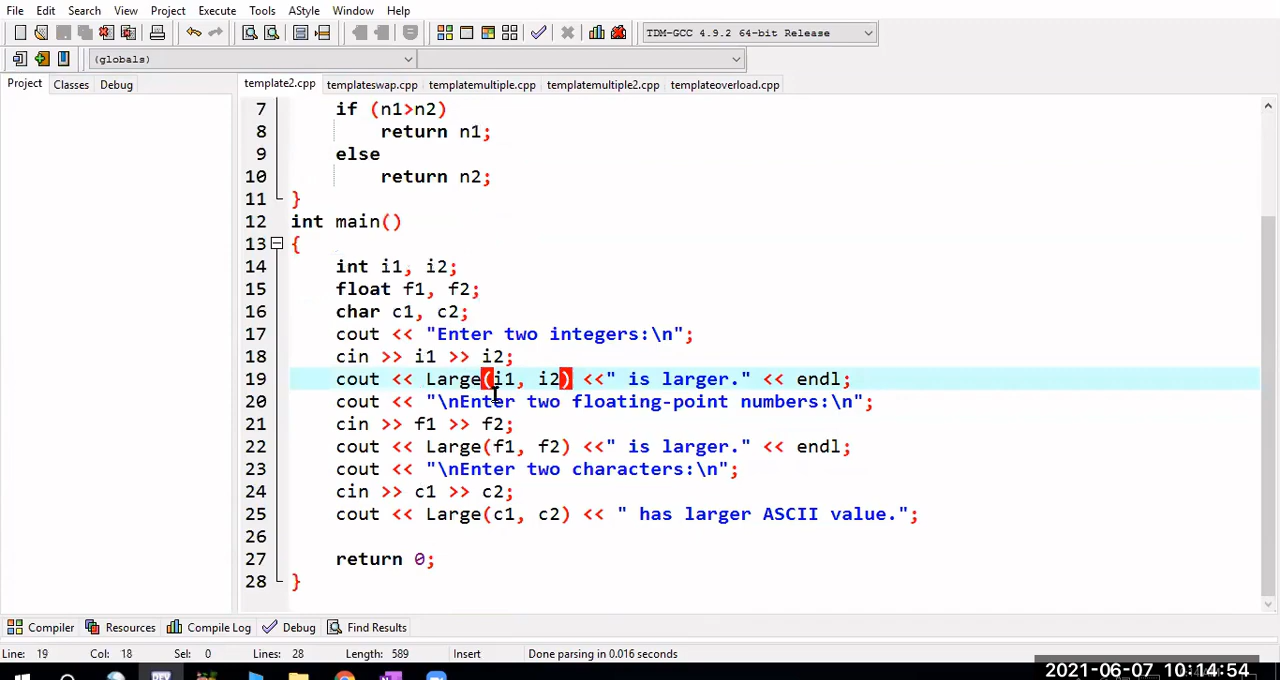 File Edit Search View Project Execute Tools AStyle Window Help
TDM-GCC 4.9.2 64-bit Release
(globals)
Project Classes Debug template2.cpp templateswap.cpp templatemultiple.cpp templatemultiple2.cpp templateoverload.cpp
7 if (n1>n2)
8 return n1;
9 else
10 return n2;
11 }
12 int main()
13 {
14 int i1, i2;
15 float f1, f2;
16 char c1, c2;
17 cout << "Enter two integers:\n";
18 cin >> i1 >> i2;
19 cout << Large(i1, i2) <<" is larger." << endl;
20 cout << "\nEnter two floating-point numbers:\n";
21 cin >> f1 >> f2;
22 cout << Large(f1, f2) <<" is larger." << endl;
23 cout << "\nEnter two characters:\n";
24 cin >> c1 >> c2;
25 cout << Large(c1, c2) << " has larger ASCII value.";
26
27 return 0;
28 }
Compiler Resources Compile Log Debug Find Results
Line: 19 Col: 18 Sel: 0 Lines: 28 Length: 589 Insert Done parsing in 0.016 seconds
2021-06-07 10:14:54